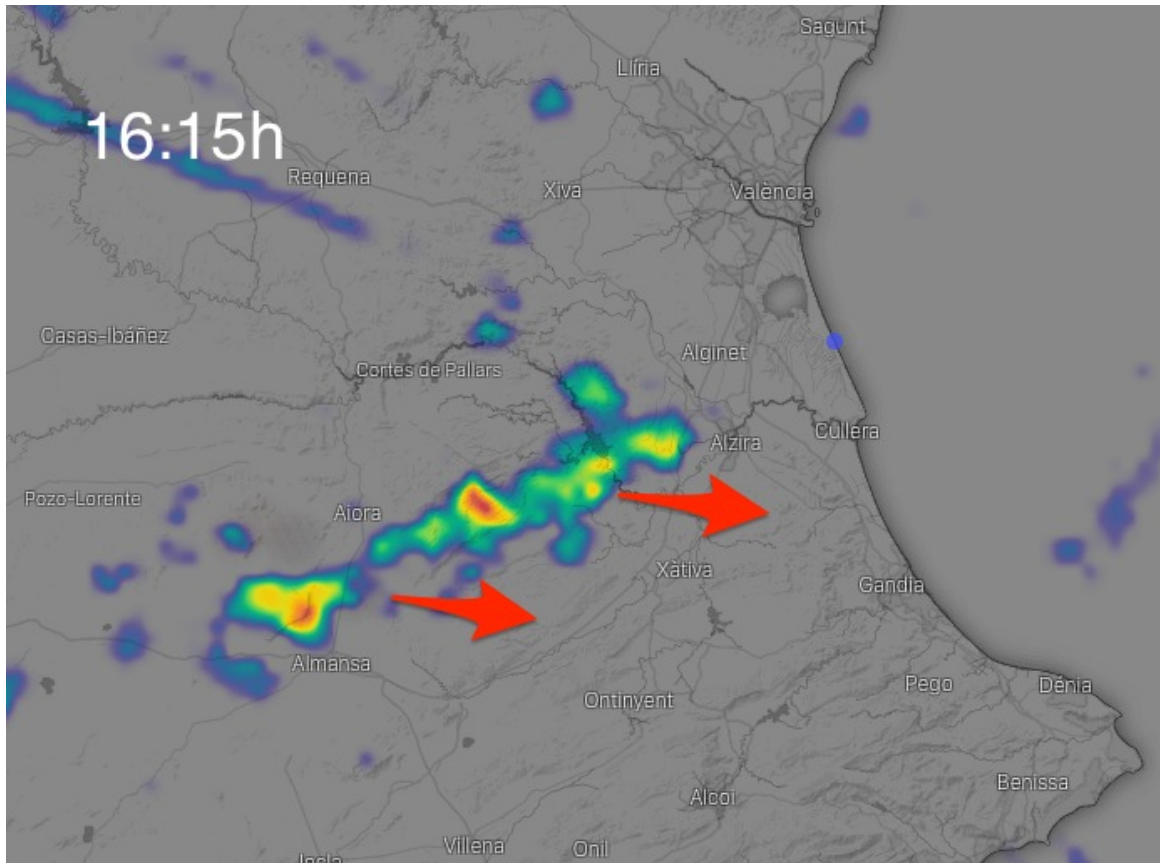 Sagunt
Llíria
16:15h
Requena
Xiva
València
Casas-Ibáñez
Cortes de Pallars
Alginet
Alzira
Cullera
Pozo-Lorente
Aiora
Xàtiva
Gandia
Almansa
Ontinyent
Pego
Dénia
Benissa
Alcoi
Villena
Onil